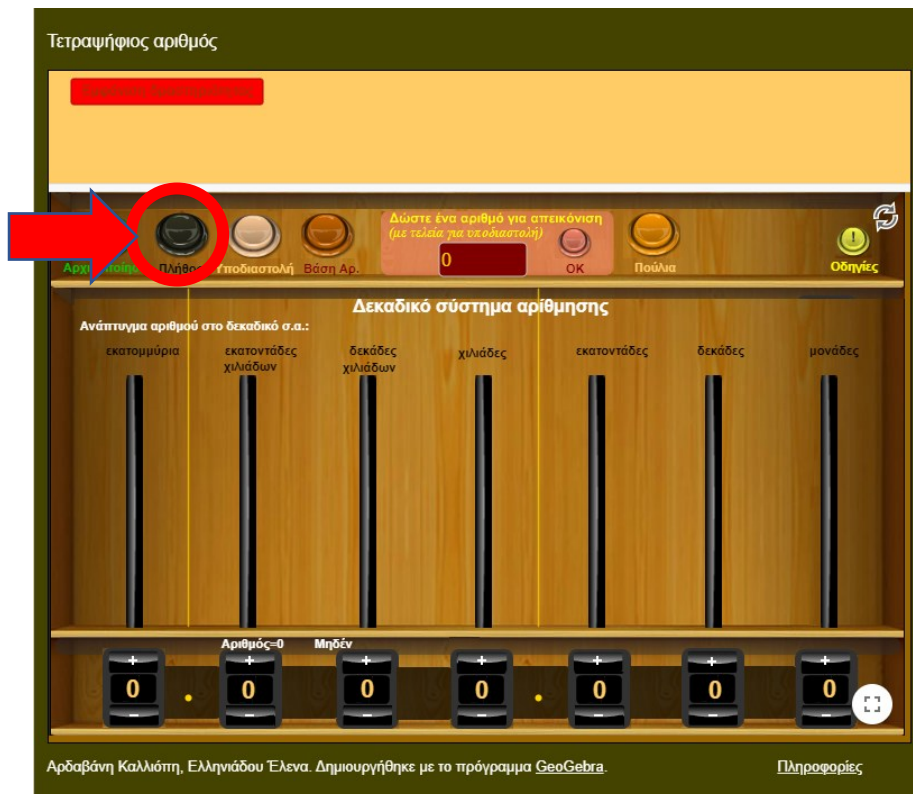 Τετραψήφιος αριθμός
Δώστε ένα αριθμό για απεικόνιση
(με τελεία για υποδιαστολή)
0
Πλήθος Υποδιαστολή Βάση Αρ. OK Πούλια Οδηγίες
Δεκαδικό σύστημα αρίθμησης
Ανάπτυγμα αριθμού στο δεκαδικό σ.α.:
εκατομμύρια εκατοντάδες χιλιάδων δεκάδες χιλιάδων χιλιάδες εκατοντάδες δεκάδες μονάδες
Αριθμός=0 Μηδέν
+ + + + + + +
0 . 0 0 0 . 0 0 0
− − − − − − −
Αρδαβάνη Καλλιόπη, Ελληνιάδου Έλενα. Δημιουργήθηκε με το πρόγραμμα GeoGebra. Πληροφορίες